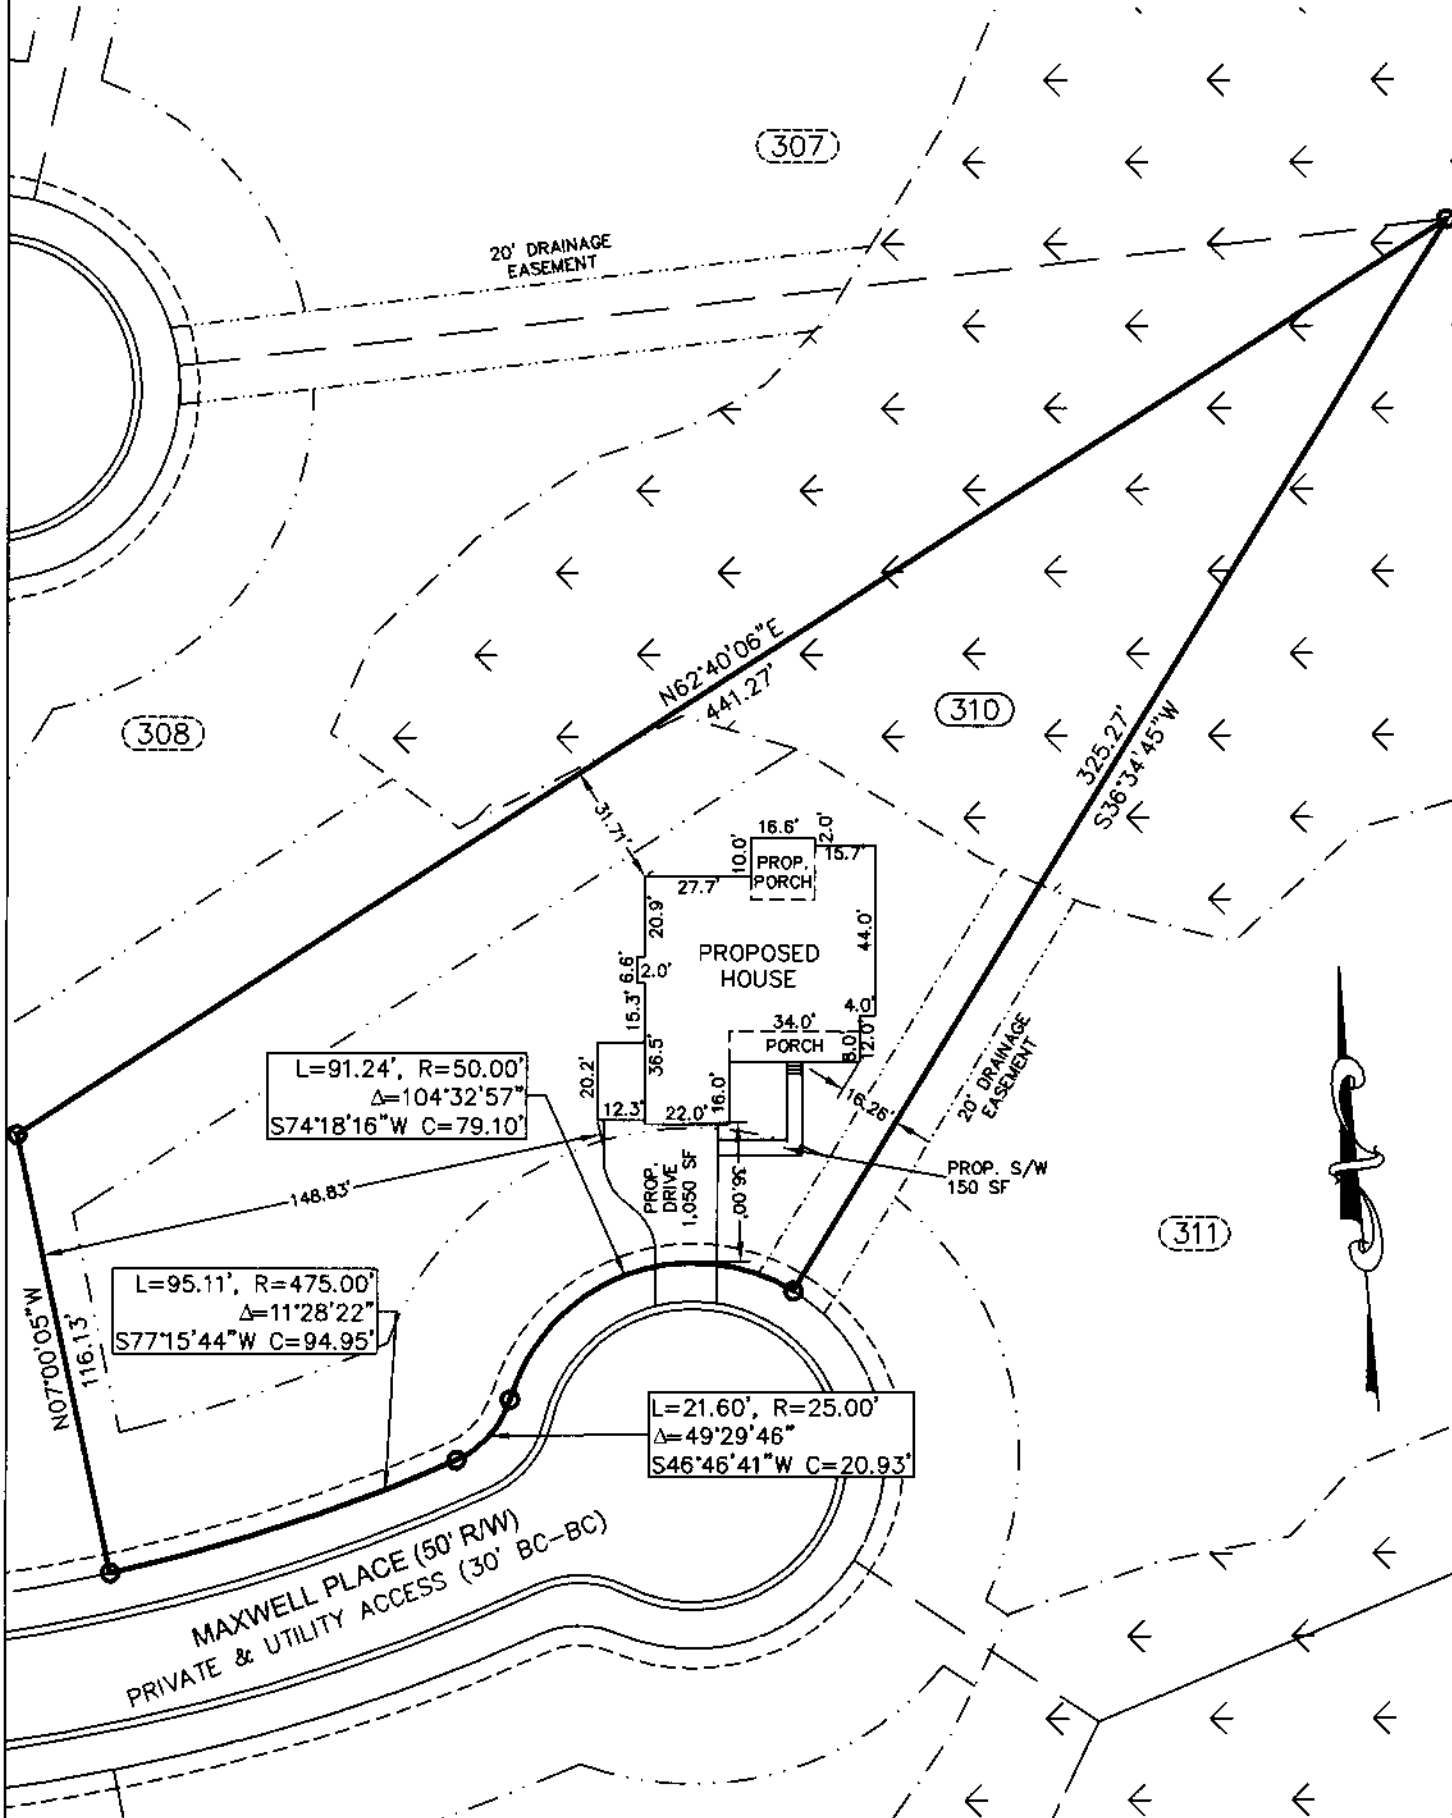 307
20' DRAINAGE
EASEMENT
N62°40'06"E
441.27'
310
308
325.27'
S36°34'45"W
31.71'
16.6'
2.0'
10.0'
15.7'
PROP.
PORCH
27.7'
20.9'
44.0'
PROPOSED
HOUSE
6.6'
2.0'
15.3'
4.0'
34.0'
PORCH
8.0'
12.0'
36.5'
20.2'
16.0'
12.3'
22.0'
16.26'
20' DRAINAGE
EASEMENT
L=91.24', R=50.00'
Δ=104°32'57"
S74°18'16"W C=79.10'
PROP. S/W
150 SF
PROP.
DRIVE
1,050 SF
36.00'
148.83'
311
L=95.11', R=475.00'
Δ=11°28'22"
S77°15'44"W C=94.95'
N07°00'05"W
116.13'
L=21.60', R=25.00'
Δ=49°29'46"
S46°46'41"W C=20.93'
MAXWELL PLACE (50' R/W)
PRIVATE & UTILITY ACCESS (30' BC-BC)